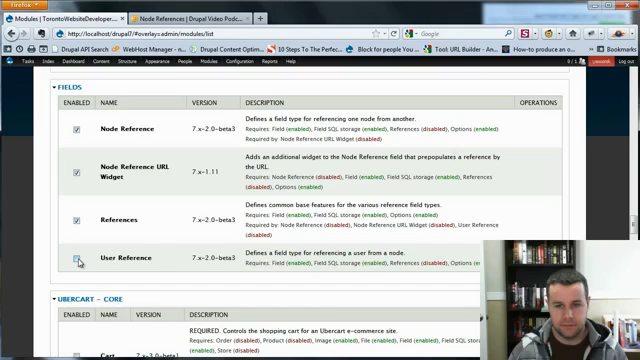 Firefox
Modules | TorontoWebsiteDeveloper...
Node References | Drupal Video Podc...
http://localhost/drupal7/#overlay=admin/modules/list
Google
Drupal API Search
WebHost Manager - n...
Drupal Content Optim...
10 Steps To The Perfec...
Block for you people
Tool: URL Builder - An...
How-to produce an o...
Tasks Index Dashboard Content Structure Appearance People Modules Configuration Reports Help
Log out
FIELDS
ENABLED NAME VERSION DESCRIPTION OPERATIONS
Node Reference
7.x-2.0-beta3
Defines a field type for referencing one node from another.
Requires: Field (enabled), Field SQL storage (enabled), References (disabled), Options (enabled)
Required by: Node Reference URL Widget (disabled)
Node Reference URL
Widget
7.x-1.11
Adds an additional widget to the Node Reference field that prepopulates a reference by
the URL.
Requires: Node Reference (disabled), Field (enabled), Field SQL storage (enabled), References
(disabled), Options (enabled)
References
7.x-2.0-beta3
Defines common base features for the various reference field types.
Requires: Field (enabled), Field SQL storage (enabled), Options (enabled)
Required by: Node Reference (disabled), Node Reference URL Widget (disabled), User Reference
(disabled)
User Reference
7.x-2.0-beta3
Defines a field type for referencing a user from a node.
Requires: Field (enabled), Field SQL storage (enabled), References (disabled), Options
UBERCART - CORE
ENABLED NAME VERSION DESCRIPTION
REQUIRED. Controls the shopping cart for an Ubercart e-commerce site.
Requires: Order (disabled), Product (disabled), Image (enabled), File (enabled), Field SQL
(enabled), Store (disabled)
Cart